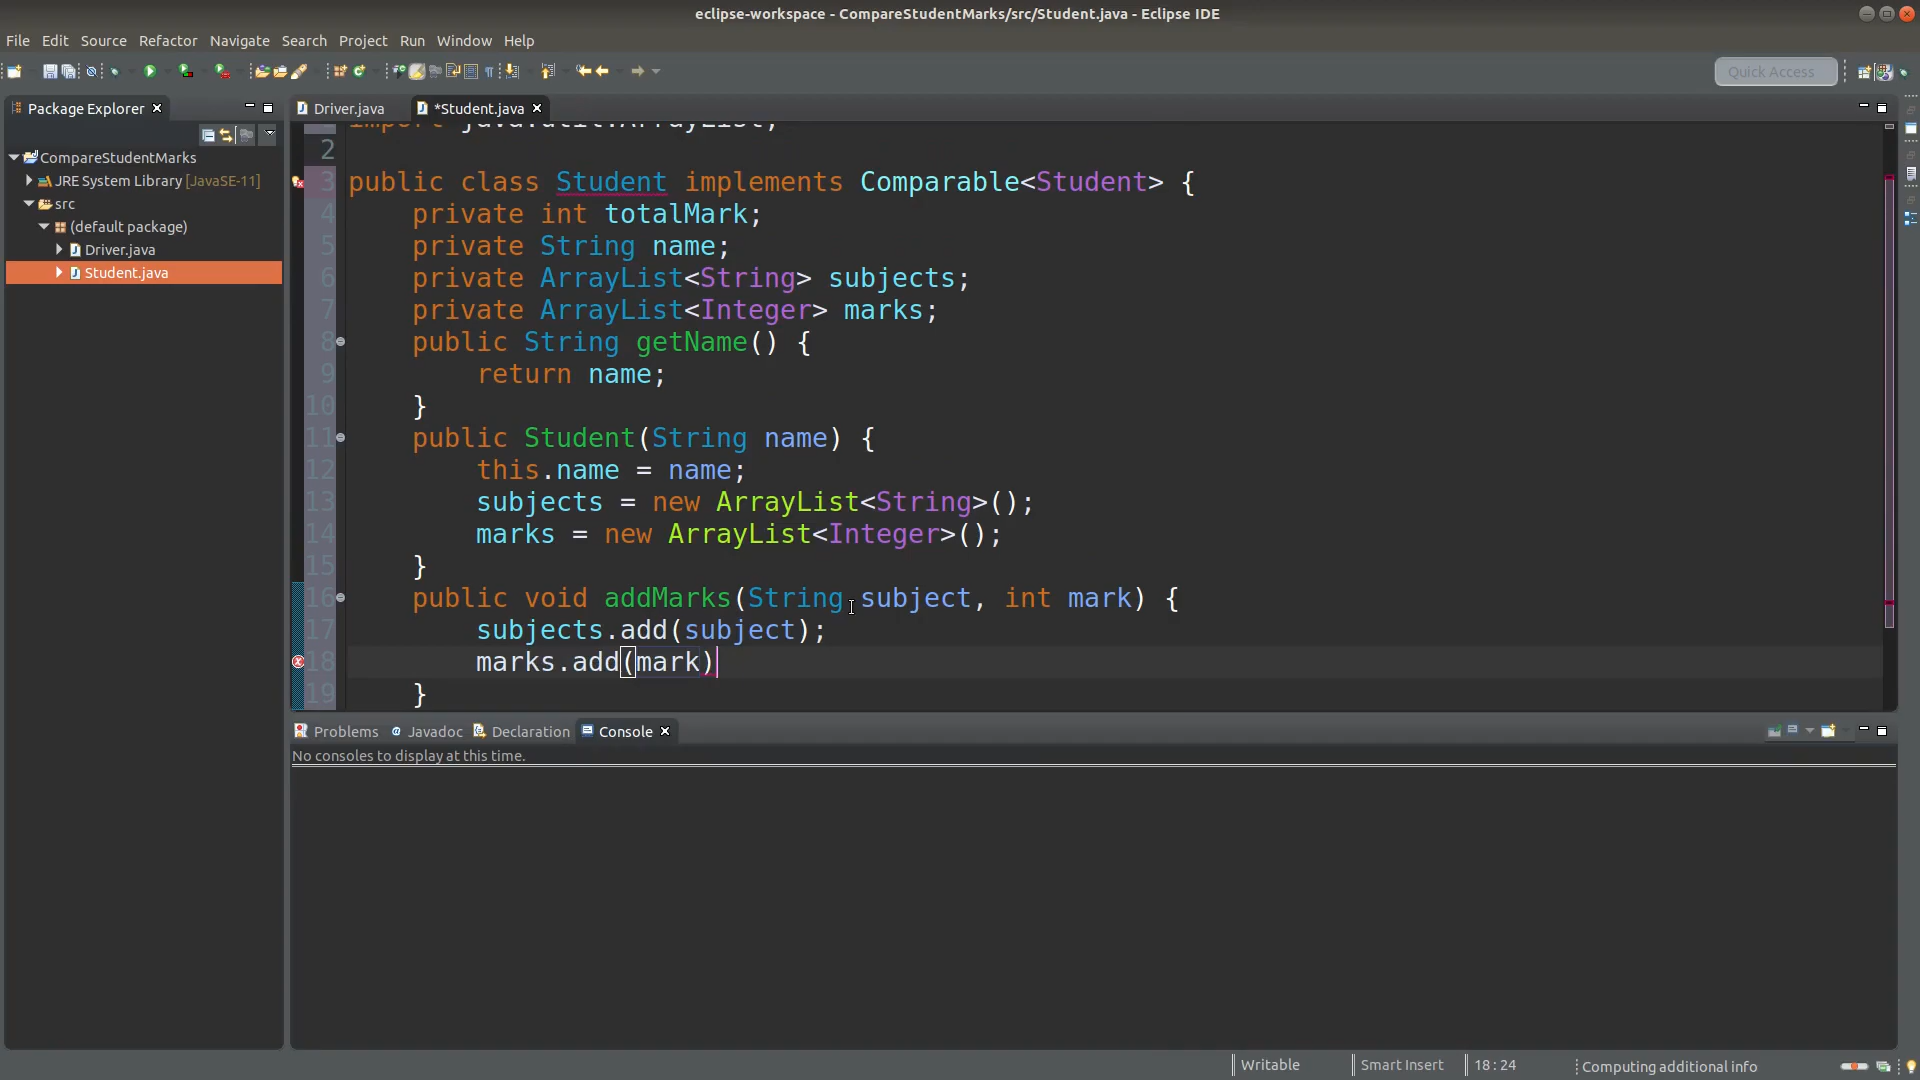 eclipse-workspace - CompareStudentMarks/src/Student.java - Eclipse IDE
File Edit Source Refactor Navigate Search Project Run Window Help
Quick Access
Package Explorer
Driver.java
*Student.java
CompareStudentMarks
JRE System Library [JavaSE-11]
src
(default package)
Driver.java
Student.java
import java.util.ArrayList;
2
3 public class Student implements Comparable<Student> {
4 private int totalMark;
5 private String name;
6 private ArrayList<String> subjects;
7 private ArrayList<Integer> marks;
8 public String getName() {
9 return name;
10 }
11 public Student(String name) {
12 this.name = name;
13 subjects = new ArrayList<String>();
14 marks = new ArrayList<Integer>();
15 }
16 public void addMarks(String subject, int mark) {
17 subjects.add(subject);
18 marks.add(mark)
19 }
Problems Javadoc Declaration Console
No consoles to display at this time.
Writable Smart Insert 18 : 24 Computing additional info